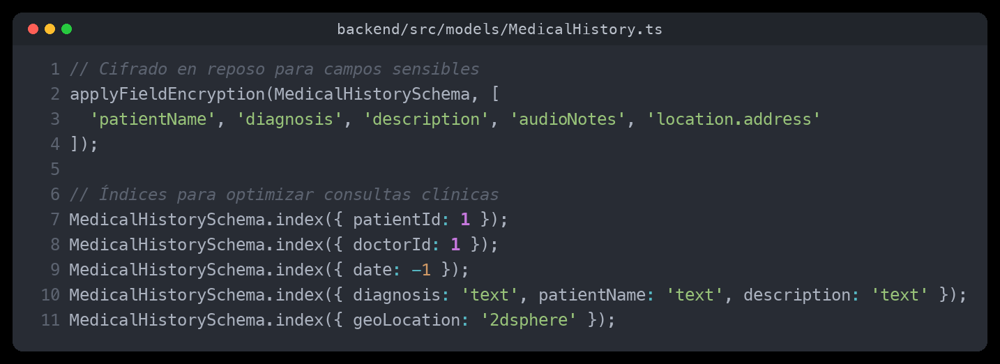 backend/src/models/MedicalHistory.ts
1 // Cifrado en reposo para campos sensibles
2 applyFieldEncryption(MedicalHistorySchema, [
3   'patientName', 'diagnosis', 'description', 'audioNotes', 'location.address'
4 ]);
5
6 // Índices para optimizar consultas clínicas
7 MedicalHistorySchema.index({ patientId: 1 });
8 MedicalHistorySchema.index({ doctorId: 1 });
9 MedicalHistorySchema.index({ date: -1 });
10 MedicalHistorySchema.index({ diagnosis: 'text', patientName: 'text', description: 'text' });
11 MedicalHistorySchema.index({ geoLocation: '2dsphere' });